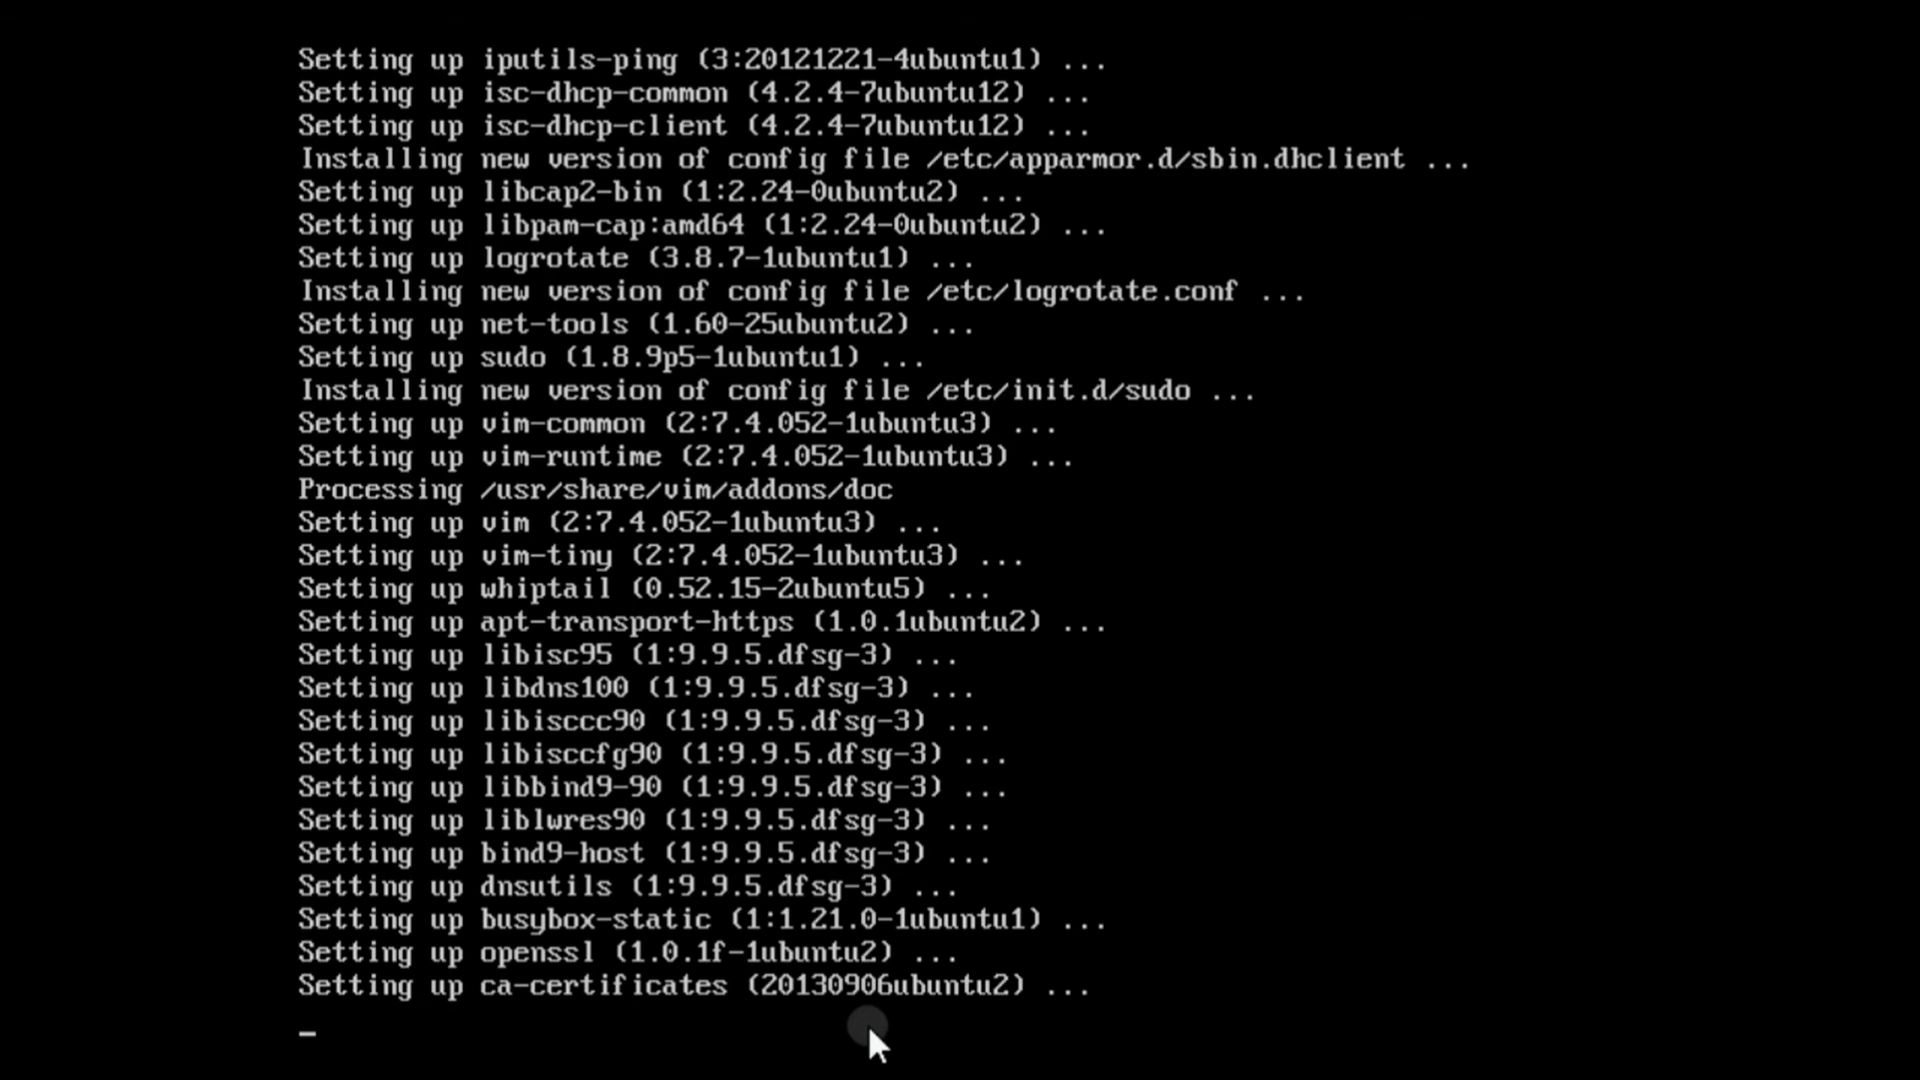 Setting up iputils-ping (3:20121221-4ubuntu1) ...
Setting up isc-dhcp-common (4.2.4-7ubuntu12) ...
Setting up isc-dhcp-client (4.2.4-7ubuntu12) ...
Installing new version of config file /etc/apparmor.d/sbin.dhclient ...
Setting up libcap2-bin (1:2.24-0ubuntu2) ...
Setting up libpam-cap:amd64 (1:2.24-0ubuntu2) ...
Setting up logrotate (3.8.7-1ubuntu1) ...
Installing new version of config file /etc/logrotate.conf ...
Setting up net-tools (1.60-25ubuntu2) ...
Setting up sudo (1.8.9p5-1ubuntu1) ...
Installing new version of config file /etc/init.d/sudo ...
Setting up vim-common (2:7.4.052-1ubuntu3) ...
Setting up vim-runtime (2:7.4.052-1ubuntu3) ...
Processing /usr/share/vim/addons/doc
Setting up vim (2:7.4.052-1ubuntu3) ...
Setting up vim-tiny (2:7.4.052-1ubuntu3) ...
Setting up whiptail (0.52.15-2ubuntu5) ...
Setting up apt-transport-https (1.0.1ubuntu2) ...
Setting up libisc95 (1:9.9.5.dfsg-3) ...
Setting up libdns100 (1:9.9.5.dfsg-3) ...
Setting up libisccc90 (1:9.9.5.dfsg-3) ...
Setting up libisccfg90 (1:9.9.5.dfsg-3) ...
Setting up libbind9-90 (1:9.9.5.dfsg-3) ...
Setting up liblwres90 (1:9.9.5.dfsg-3) ...
Setting up bind9-host (1:9.9.5.dfsg-3) ...
Setting up dnsutils (1:9.9.5.dfsg-3) ...
Setting up busybox-static (1:1.21.0-1ubuntu1) ...
Setting up openssl (1.0.1f-1ubuntu2) ...
Setting up ca-certificates (20130906ubuntu2) ...